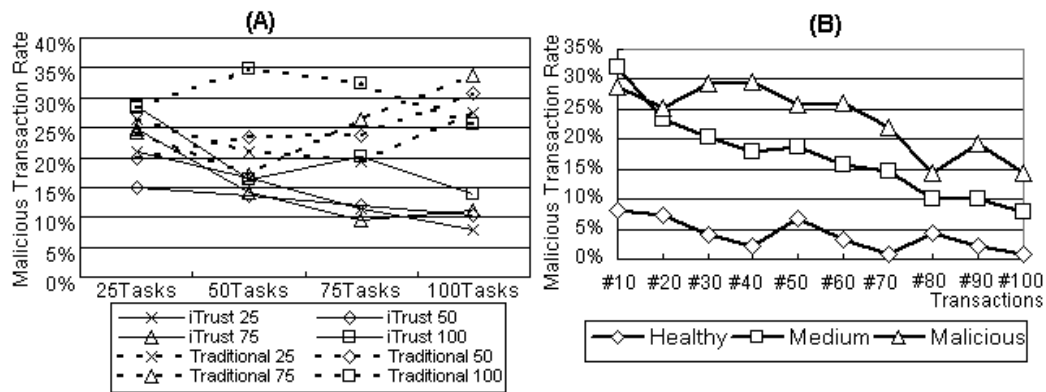 (A)
Malicious Transaction Rate
40%
35%
30%
25%
20%
15%
10%
5%
0%
25Tasks 50Tasks 75Tasks 100Tasks
iTrust 25 iTrust 50
iTrust 75 iTrust 100
Traditional 25 Traditional 50
Traditional 75 Traditional 100
(B)
Malicious Transaction Rate
35%
30%
25%
20%
15%
10%
5%
0%
#10 #20 #30 #40 #50 #60 #70 #80 #90 #100
Transactions
Healthy Medium Malicious